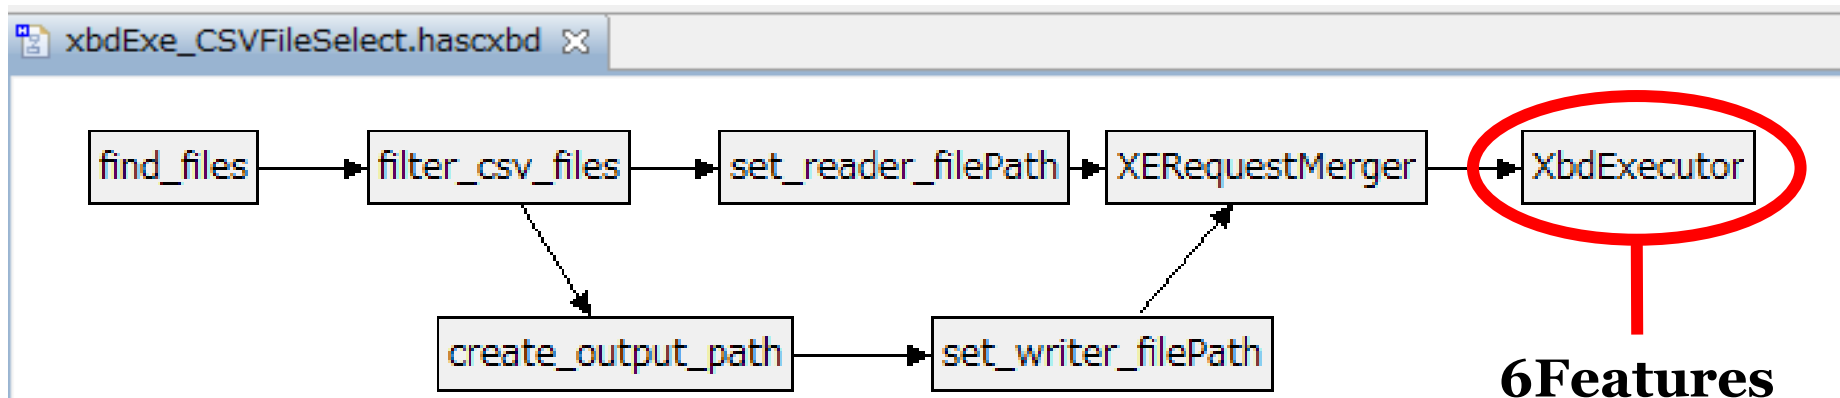 xbdExe_CSVFileSelect.hascxbd
find_files
filter_csv_files
set_reader_filePath
XERequestMerger
XbdExecutor
create_output_path
set_writer_filePath
6Features